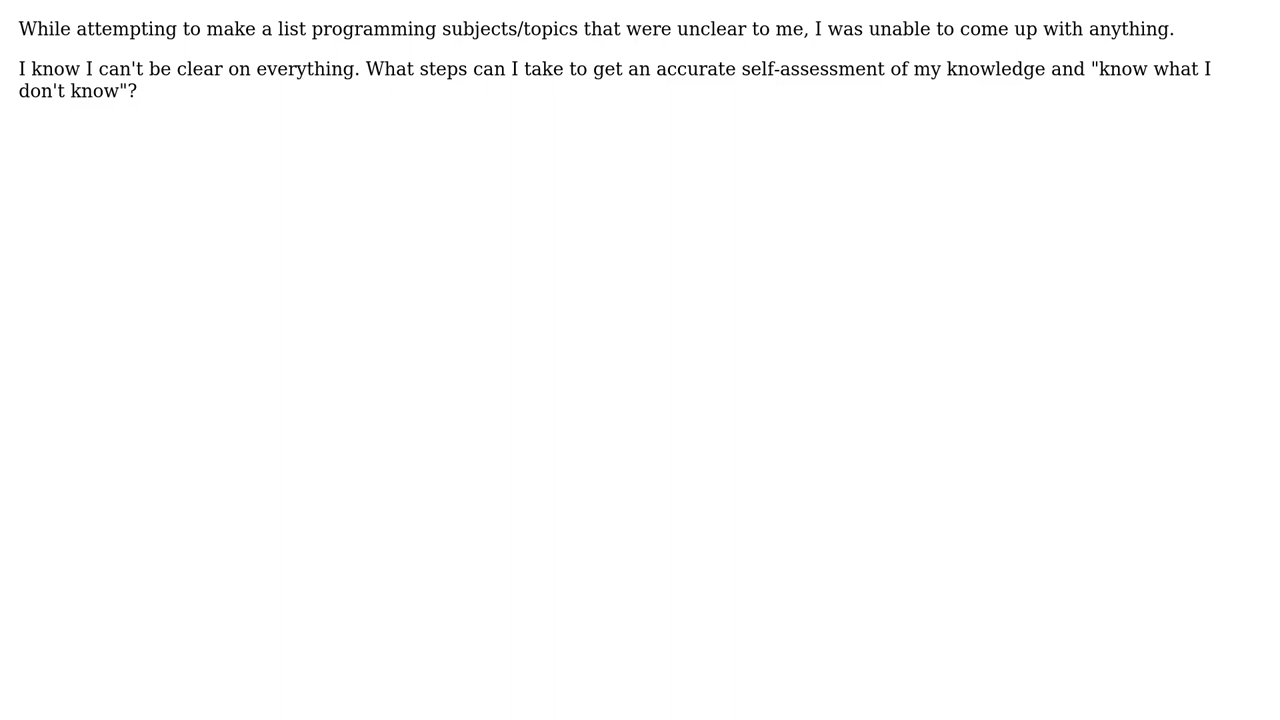 While attempting to make a list programming subjects/topics that were unclear to me, I was unable to come up with anything.
I know I can't be clear on everything. What steps can I take to get an accurate self-assessment of my knowledge and "know what I
don't know"?